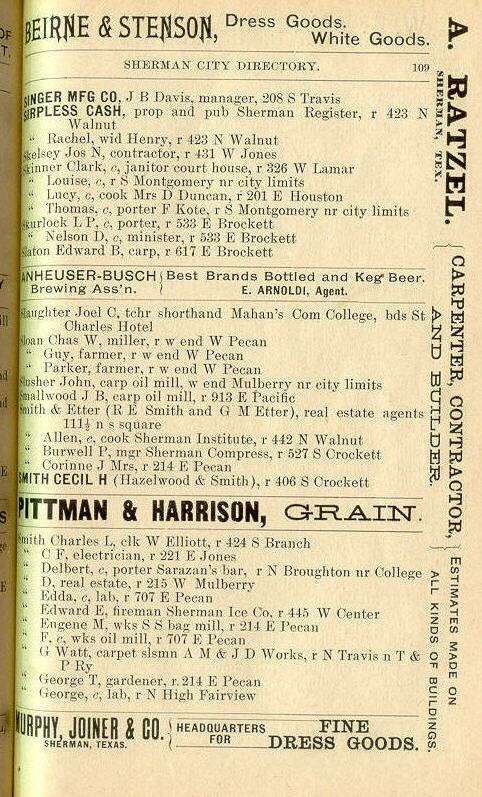 BEIRNE & STENSON, Dress Goods. White Goods.
SHERMAN CITY DIRECTORY. 109
SINGER MFG CO, J B Davis, manager, 208 S Travis
SIRPLESS CASH, prop and pub Sherman Register, r 423 N
Walnut
" Rachel, wid Henry, r 423 N Walnut
Skelsey Jos N, contractor, r 431 W Jones
Skinner Clark, c, janitor court house, r 326 W Lamar
" Louise, c, r S Montgomery nr city limits
" Lucy, c, cook Mrs D Duncan, r 201 E Houston
" Thomas, c, porter F Kote, r S Montgomery nr city limits
Skurlock L P, c, porter, r 533 E Brockett
" Nelson D, c, minister, r 533 E Brockett
Slaton Edward B, carp, r 617 E Brockett
ANHEUSER-BUSCH Brewing Ass'n. { Best Brands Bottled and Keg Beer.
E. ARNOLDI, Agent.
Slaughter Joel C, tchr shorthand Mahan's Com College, bds St
Charles Hotel
Sloan Chas W, miller, r w end W Pecan
" Guy, farmer, r w end W Pecan
" Parker, farmer, r w end W Pecan
Slusher John, carp oil mill, w end Mulberry nr city limits
Smallwood J B, carp oil mill, r 913 E Pacific
Smith & Etter (R E Smith and G M Etter), real estate agents
111½ n s square
" Allen, c, cook Sherman Institute, r 442 N Walnut
" Burwell P, mgr Sherman Compress, r 527 S Crockett
" Corinne J Mrs, r 214 E Pecan
SMITH CECIL H (Hazelwood & Smith), r 406 S Crockett
PITTMAN & HARRISON, GRAIN.
Smith Charles L, clk W Elliott, r 424 S Branch
" C F, electrician, r 221 E Jones
" Delbert, c, porter Sarazan's bar, r N Broughton nr College
" D, real estate, r 215 W Mulberry
" Edda, c, lab, r 707 E Pecan
" Edward E, fireman Sherman Ice Co, r 445 W Center
" Eugene M, wks S S bag mill, r 214 E Pecan
" F, c, wks oil mill, r 707 E Pecan
" G Watt, carpet slsmn A M & J D Works, r N Travis n T &
P Ry
" George T, gardener, r. 214 E Pecan
" George, c, lab, r N High Fairview
MURPHY, JOINER & CO. { HEADQUARTERS FOR FINE DRESS GOODS.
SHERMAN, TEXAS.
A. RATZEL.
SHERMAN, TEX.
CARPENTER, CONTRACTOR,
AND BUILDER.
ESTIMATES MADE ON
ALL KINDS OF BUILDINGS.